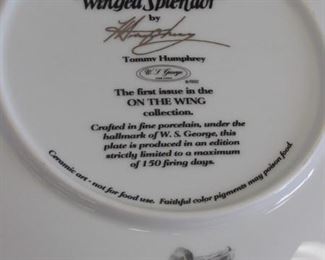 Winged Splendor
by
Tommy Humphrey
W. S. George
The first issue in the
ON THE WING
collection.
Crafted in fine porcelain, under the
hallmark of W. S. George, this
plate is produced in an edition
strictly limited to a maximum
of 150 firing days.
Ceramic art - not for food use. Faithful color pigments may poison food.